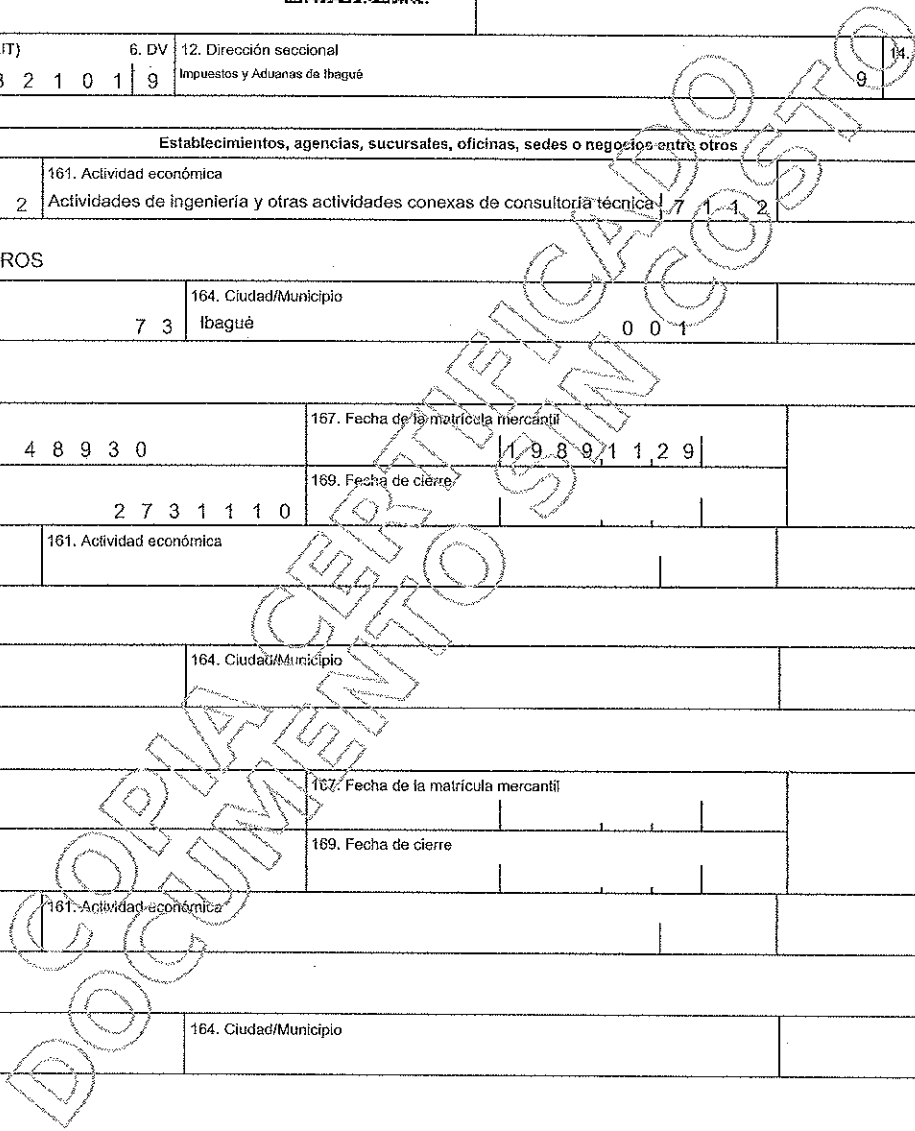 IT) 6. DV 12. Dirección seccional 14.
3 2 1 0 1 9 Impuestos y Aduanas de Ibagué 9
Establecimientos, agencias, sucursales, oficinas, sedes o negocios entre otros
161. Actividad económica
2 Actividades de ingeniería y otras actividades conexas de consultoría técnica 7 1 1 2
ROS
164. Ciudad/Municipio
7 3 Ibagué 0 0 1
167. Fecha de la matrícula mercantil
4 8 9 3 0 1 9 8 9 1 1 2 9
169. Fecha de cierre
2 7 3 1 1 1 0
161. Actividad económica
164. Ciudad/Municipio
167. Fecha de la matrícula mercantil
169. Fecha de cierre
161. Actividad económica
164. Ciudad/Municipio
COPIA CERTIFICADO
DOCUMENTO SIN COSTO